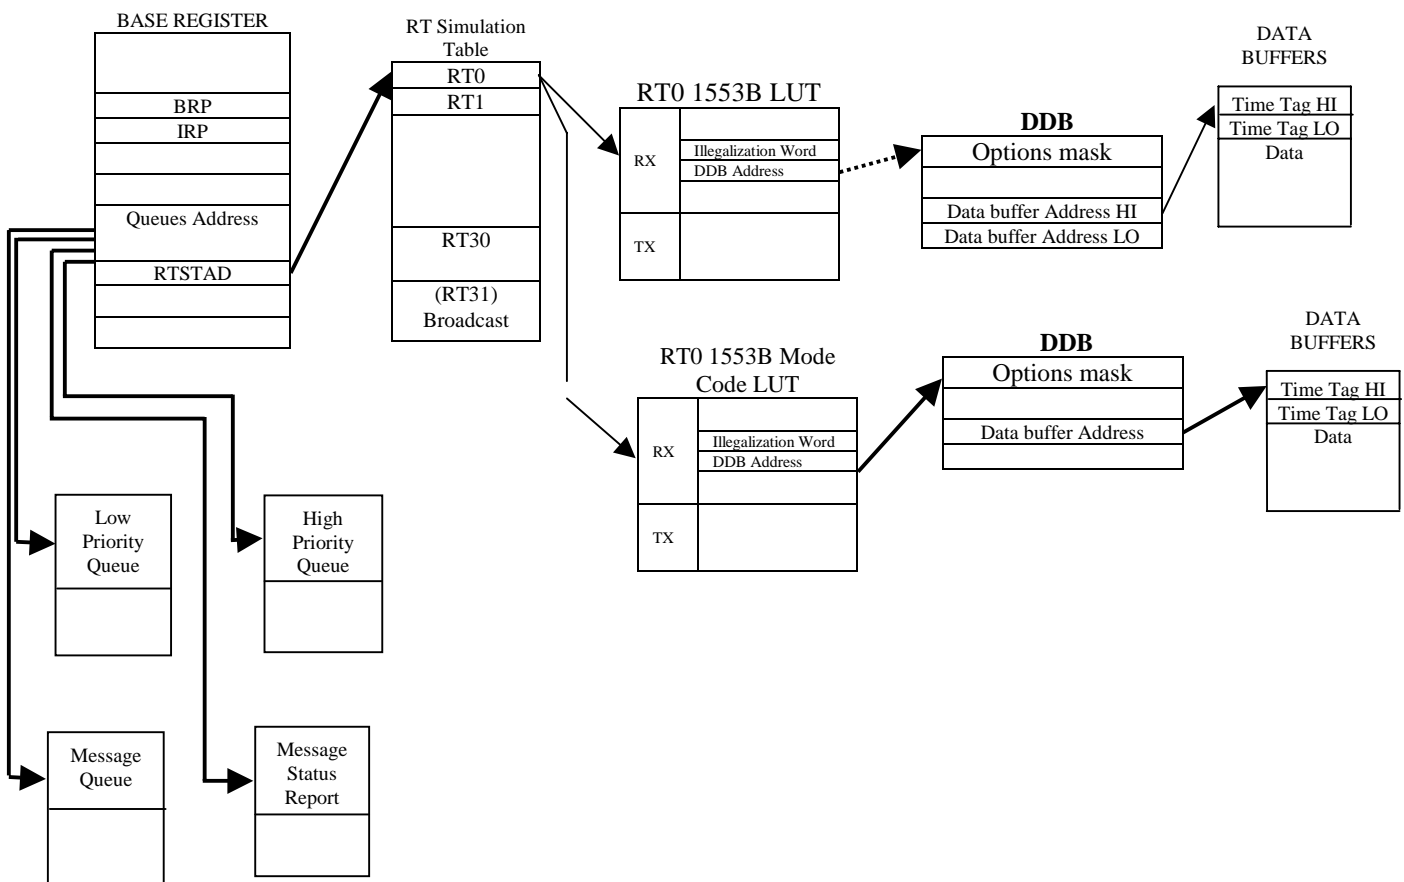 BASE REGISTER
BRP
IRP
Queues Address
RTSTAD
RT Simulation
Table
RT0
RT1
RT30
(RT31)
Broadcast
RT0 1553B LUT
RX
Illegalization Word
DDB Address
TX
DDB
Options mask
Data buffer Address HI
Data buffer Address LO
DATA
BUFFERS
Time Tag HI
Time Tag LO
Data
RT0 1553B Mode
Code LUT
RX
Illegalization Word
DDB Address
TX
DDB
Options mask
Data buffer Address
DATA
BUFFERS
Time Tag HI
Time Tag LO
Data
Low
Priority
Queue
High
Priority
Queue
Message
Queue
Message
Status
Report